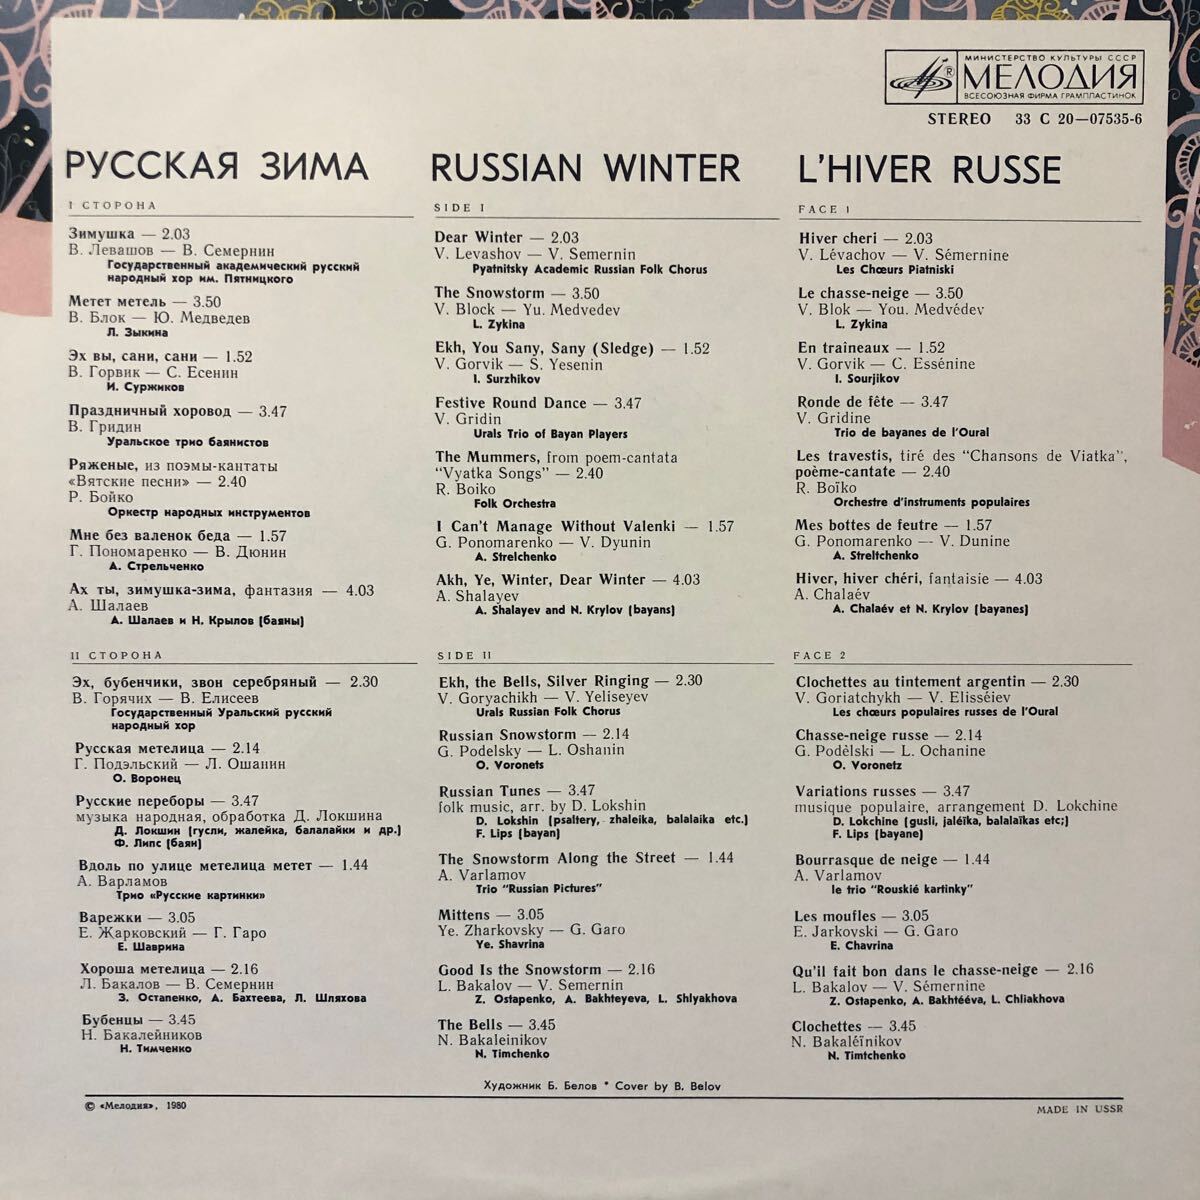 МИНИСТЕРСТВО КУЛЬТУРЫ СССР
МЕЛОДИЯ
ВСЕСОЮЗНАЯ ФИРМА ГРАМПЛАСТИНОК
STEREO 33 С 20—07535-6
РУССКАЯ ЗИМА
I СТОРОНА
Зимушка — 2.03
В. Левашов — В. Семернин
Государственный академический русский
народный хор им. Пятницкого
Метет метель — 3.50
В. Блок — Ю. Медведев
Л. Зыкина
Эх вы, сани, сани — 1.52
В. Горвик — С. Есенин
И. Суржиков
Праздничный хоровод — 3.47
В. Гридин
Уральское трио баянистов
Ряженые, из поэмы-кантаты
«Вятские песни» — 2.40
Р. Бойко
Оркестр народных инструментов
Мне без валенок беда — 1.57
Г. Пономаренко — В. Дюнин
А. Стрельченко
Ах ты, зимушка-зима, фантазия — 4.03
А. Шалаев
А. Шалаев и Н. Крылов (баяны)
II СТОРОНА
Эх, бубенчики, звон серебряный — 2.30
В. Горячих — В. Елисеев
Государственный Уральский русский
народный хор
Русская метелица — 2.14
Г. Подэльский — Л. Ошанин
О. Воронец
Русские переборы — 3.47
музыка народная, обработка Д. Локшина
Д. Локшин (гусли, жалейка, балалайки и др.)
Ф. Липс (баян)
Вдоль по улице метелица метет — 1.44
А. Варламов
Трио «Русские картинки»
Варежки — 3.05
Е. Жарковский — Г. Гаро
Е. Шаврина
Хороша метелица — 2.16
Л. Бакалов — В. Семернин
З. Остапенко, А. Бахтеева, Л. Шляхова
Бубенцы — 3.45
Н. Бакалейников
Н. Тимченко
RUSSIAN WINTER
SIDE I
Dear Winter — 2.03
V. Levashov — V. Semernin
Pyatnitsky Academic Russian Folk Chorus
The Snowstorm — 3.50
V. Block — Yu. Medvedev
L. Zykina
Ekh, You Sany, Sany (Sledge) — 1.52
V. Gorvik — S. Yesenin
I. Surzhikov
Festive Round Dance — 3.47
V. Gridin
Urals Trio of Bayan Players
The Mummers, from poem-cantata
“Vyatka Songs” — 2.40
R. Boiko
Folk Orchestra
I Can't Manage Without Valenki — 1.57
G. Ponomarenko — V. Dyunin
A. Strelchenko
Akh, Ye, Winter, Dear Winter — 4.03
A. Shalayev
A. Shalayev and N. Krylov (bayans)
SIDE II
Ekh, the Bells, Silver Ringing — 2.30
V. Goryachikh — V. Yeliseyev
Urals Russian Folk Chorus
Russian Snowstorm — 2.14
G. Podelsky — L. Oshanin
O. Voronets
Russian Tunes — 3.47
folk music, arr. by D. Lokshin
D. Lokshin (psaltery, zhaleika, balalaika etc.)
F. Lips (bayan)
The Snowstorm Along the Street — 1.44
A. Varlamov
Trio “Russian Pictures”
Mittens — 3.05
Ye. Zharkovsky — G. Garo
Ye. Shavrina
Good Is the Snowstorm — 2.16
L. Bakalov — V. Semernin
Z. Ostapenko, A. Bakhteyeva, L. Shlyakhova
The Bells — 3.45
N. Bakaleinikov
N. Timchenko
L'HIVER RUSSE
FACE 1
Hiver cheri — 2.03
V. Lévachov — V. Sémernine
Les Chœurs Piatniski
Le chasse-neige — 3.50
V. Blok — You. Medvédev
L. Zykina
En traîneaux — 1.52
V. Gorvik — C. Essénine
I. Sourjikov
Ronde de fête — 3.47
V. Gridine
Trio de bayanes de l'Oural
Les travestis, tiré des “Chansons de Viatka”,
poème-cantate — 2.40
R. Boïko
Orchestre d'instruments populaires
Mes bottes de feutre — 1.57
G. Ponomarenko — V. Dunine
A. Streltchenko
Hiver, hiver chéri, fantaisie — 4.03
A. Chalaév
A. Chalaév et N. Krylov (bayanes)
FACE 2
Clochettes au tintement argentin — 2.30
V. Goriatchykh — V. Elisséiev
Les chœurs populaires russes de l'Oural
Chasse-neige russe — 2.14
G. Podèlski — L. Ochanine
O. Voronetz
Variations russes — 3.47
musique populaire, arrangement D. Lokchine
D. Lokchine (gusli, jaléïka, balalaïkas etc;)
F. Lips (bayane)
Bourrasque de neige — 1.44
A. Varlamov
le trio “Rouskié kartinky”
Les moufles — 3.05
E. Jarkovski — G. Garo
E. Chavrina
Qu'il fait bon dans le chasse-neige — 2.16
L. Bakalov — V. Sémernine
Z. Ostapenko, A. Bakhtééva, L. Chliakhova
Clochettes — 3.45
N. Bakaléïnikov
N. Timtchenko
Художник Б. Белов * Cover by B. Belov
© «Мелодия», 1980
MADE IN USSR